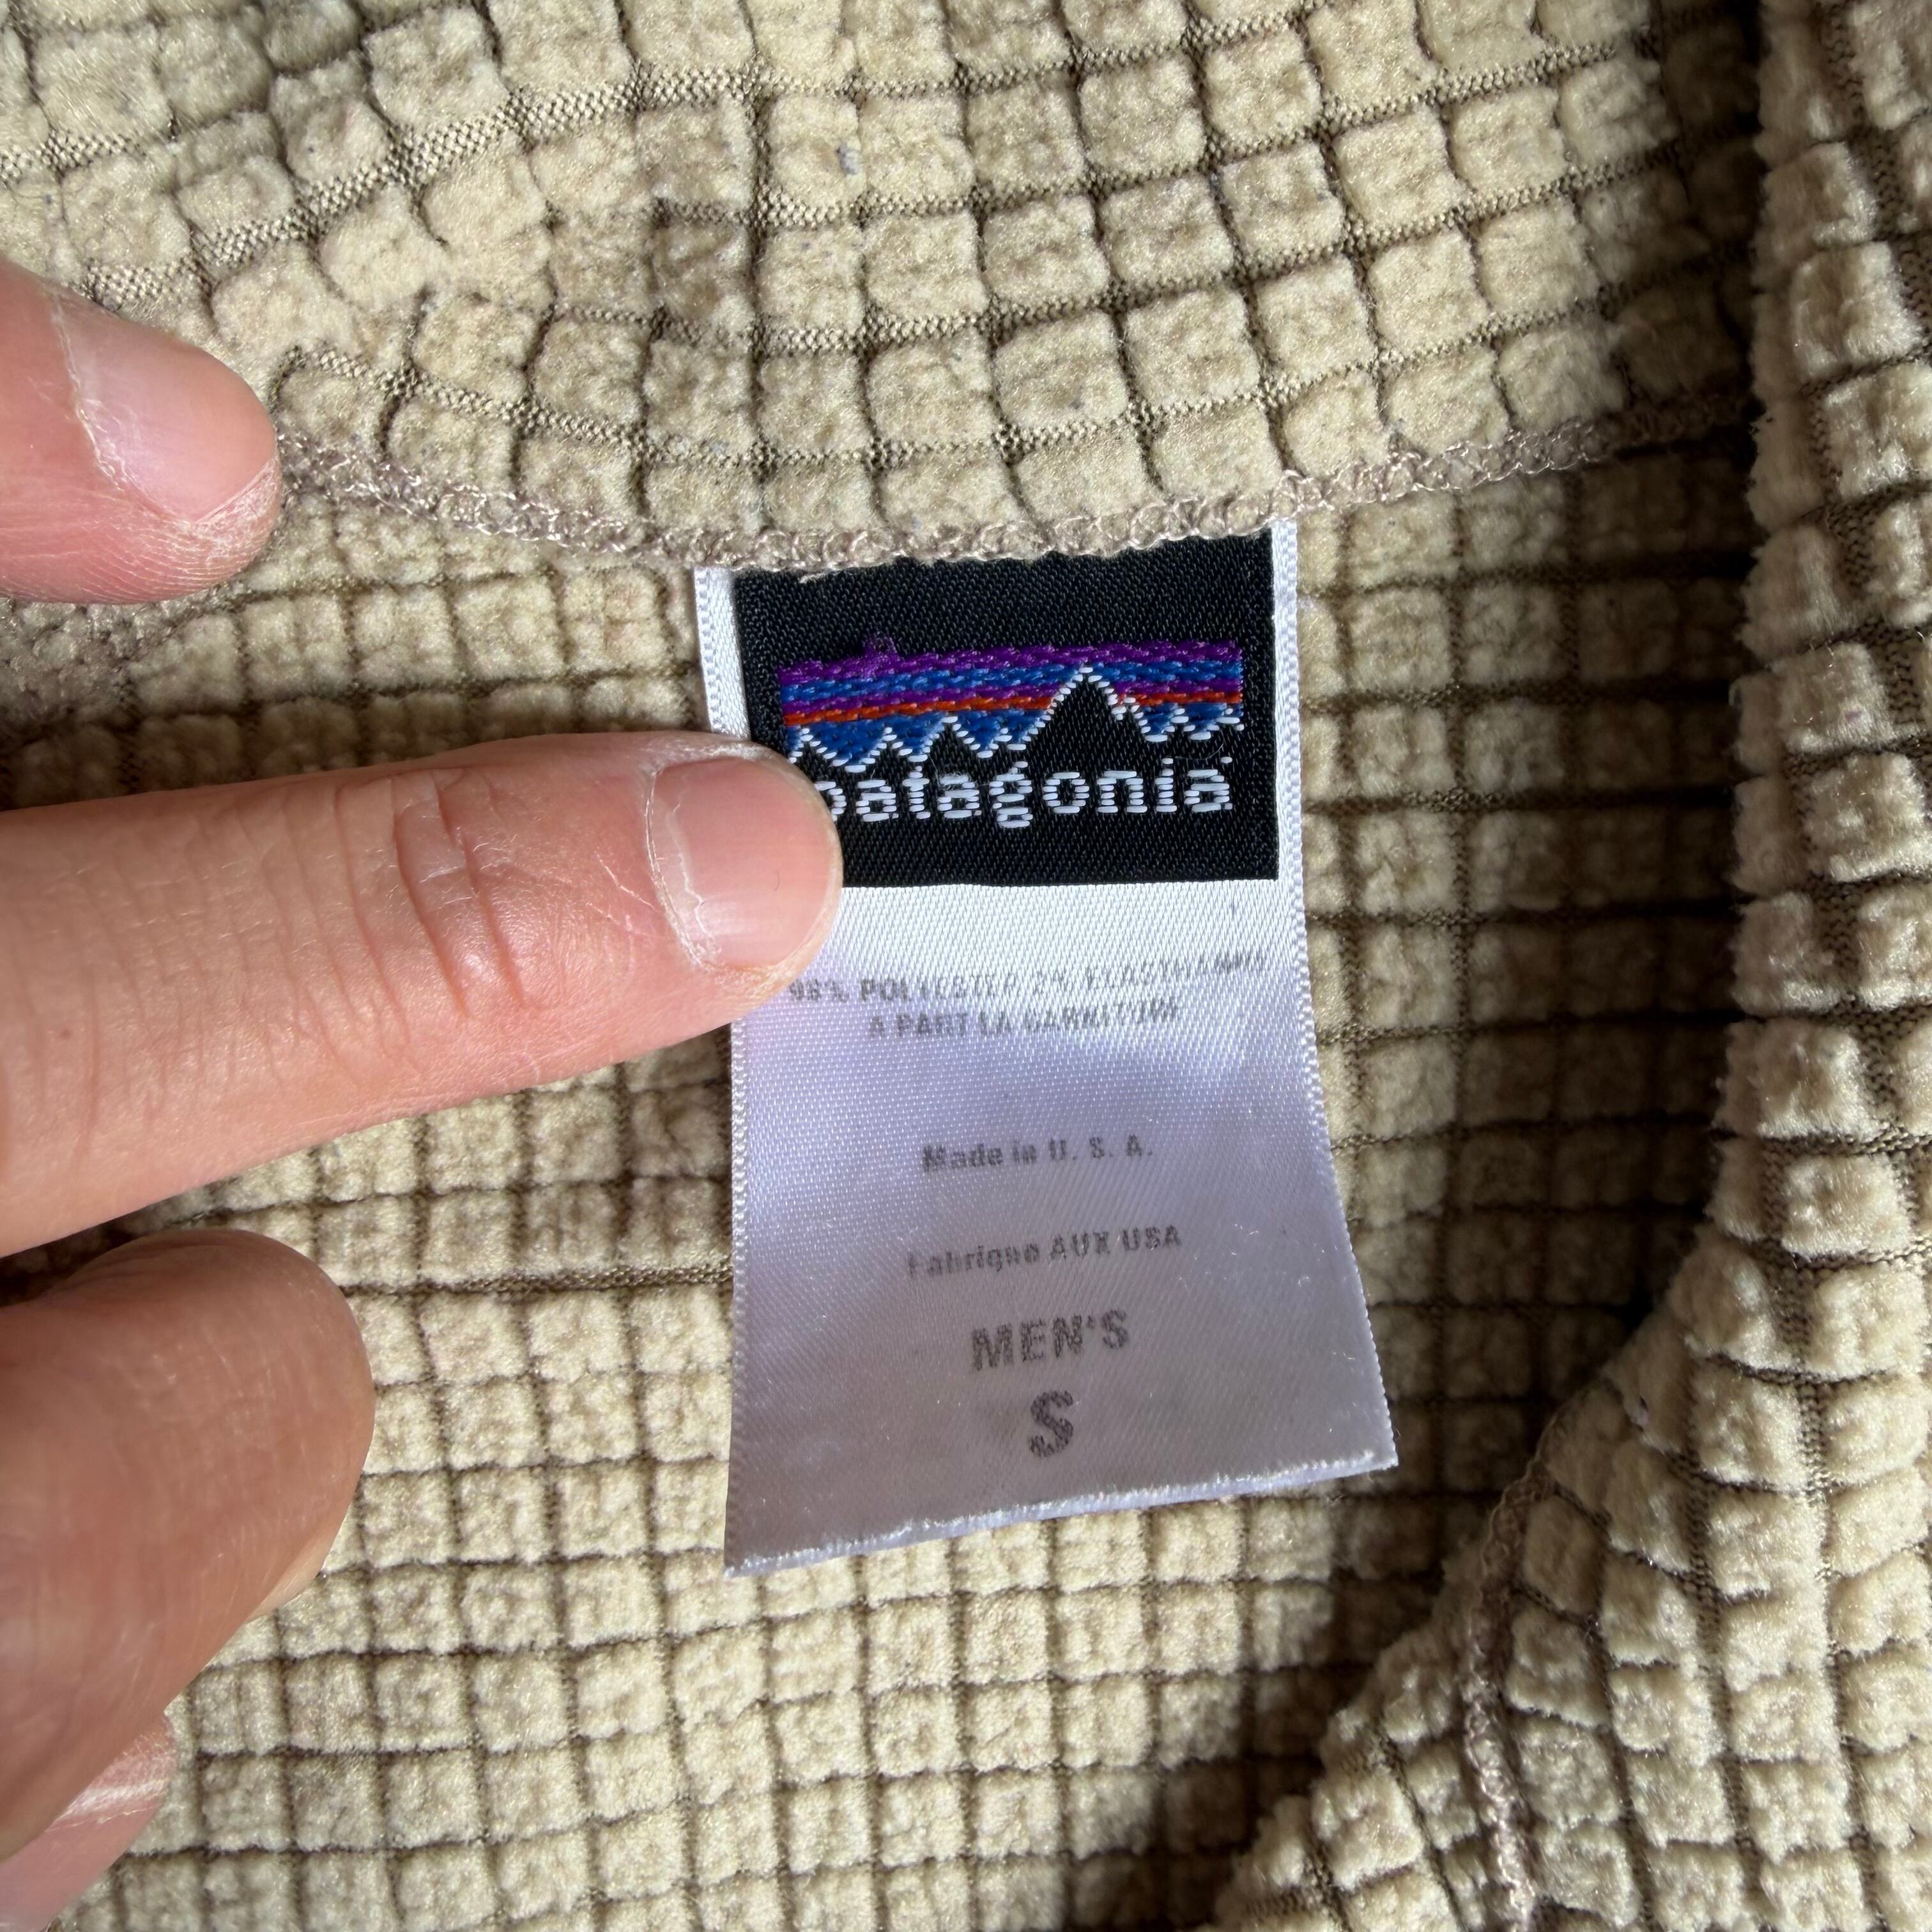 patagonia
98% POLYESTER 2% ELASTHANNE
A PART LA GARNITURE
Made in U. S. A.
Fabrique AUX USA
MEN'S
S